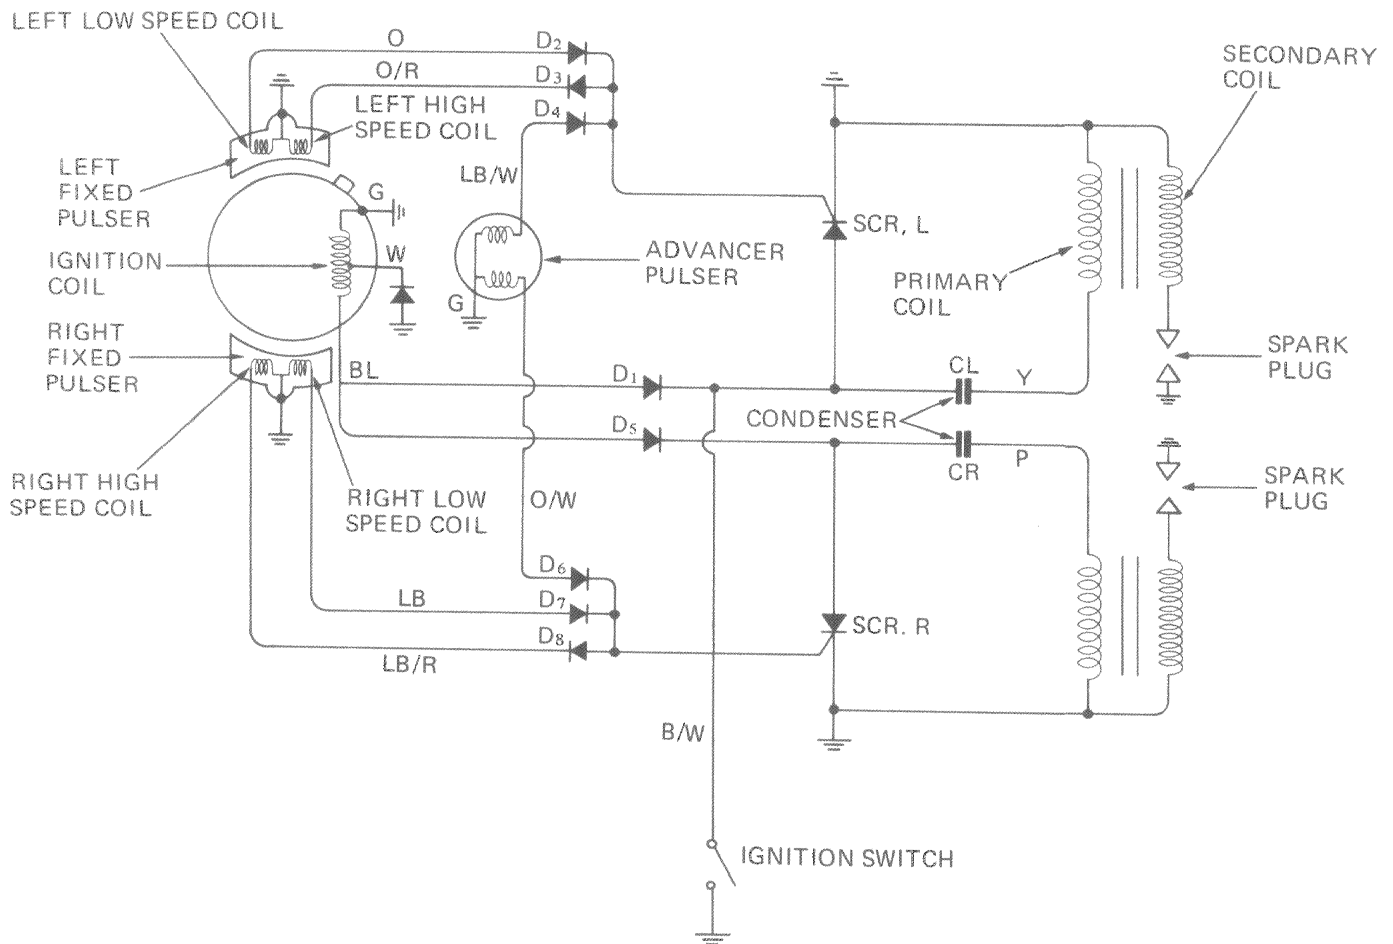 LEFT LOW SPEED COIL
O
D2
O/R
D3
D4
LEFT HIGH
SPEED COIL
SECONDARY
COIL
LEFT
FIXED
PULSER
G
LB/W
SCR, L
IGNITION
COIL
W
ADVANCER
PULSER
PRIMARY
COIL
G
RIGHT
FIXED
PULSER
BL
D1
CL
Y
SPARK
PLUG
CONDENSER
D5
CR
P
RIGHT HIGH
SPEED COIL
RIGHT LOW
SPEED COIL
O/W
SPARK
PLUG
D6
LB
D7
D8
LB/R
SCR. R
B/W
IGNITION SWITCH